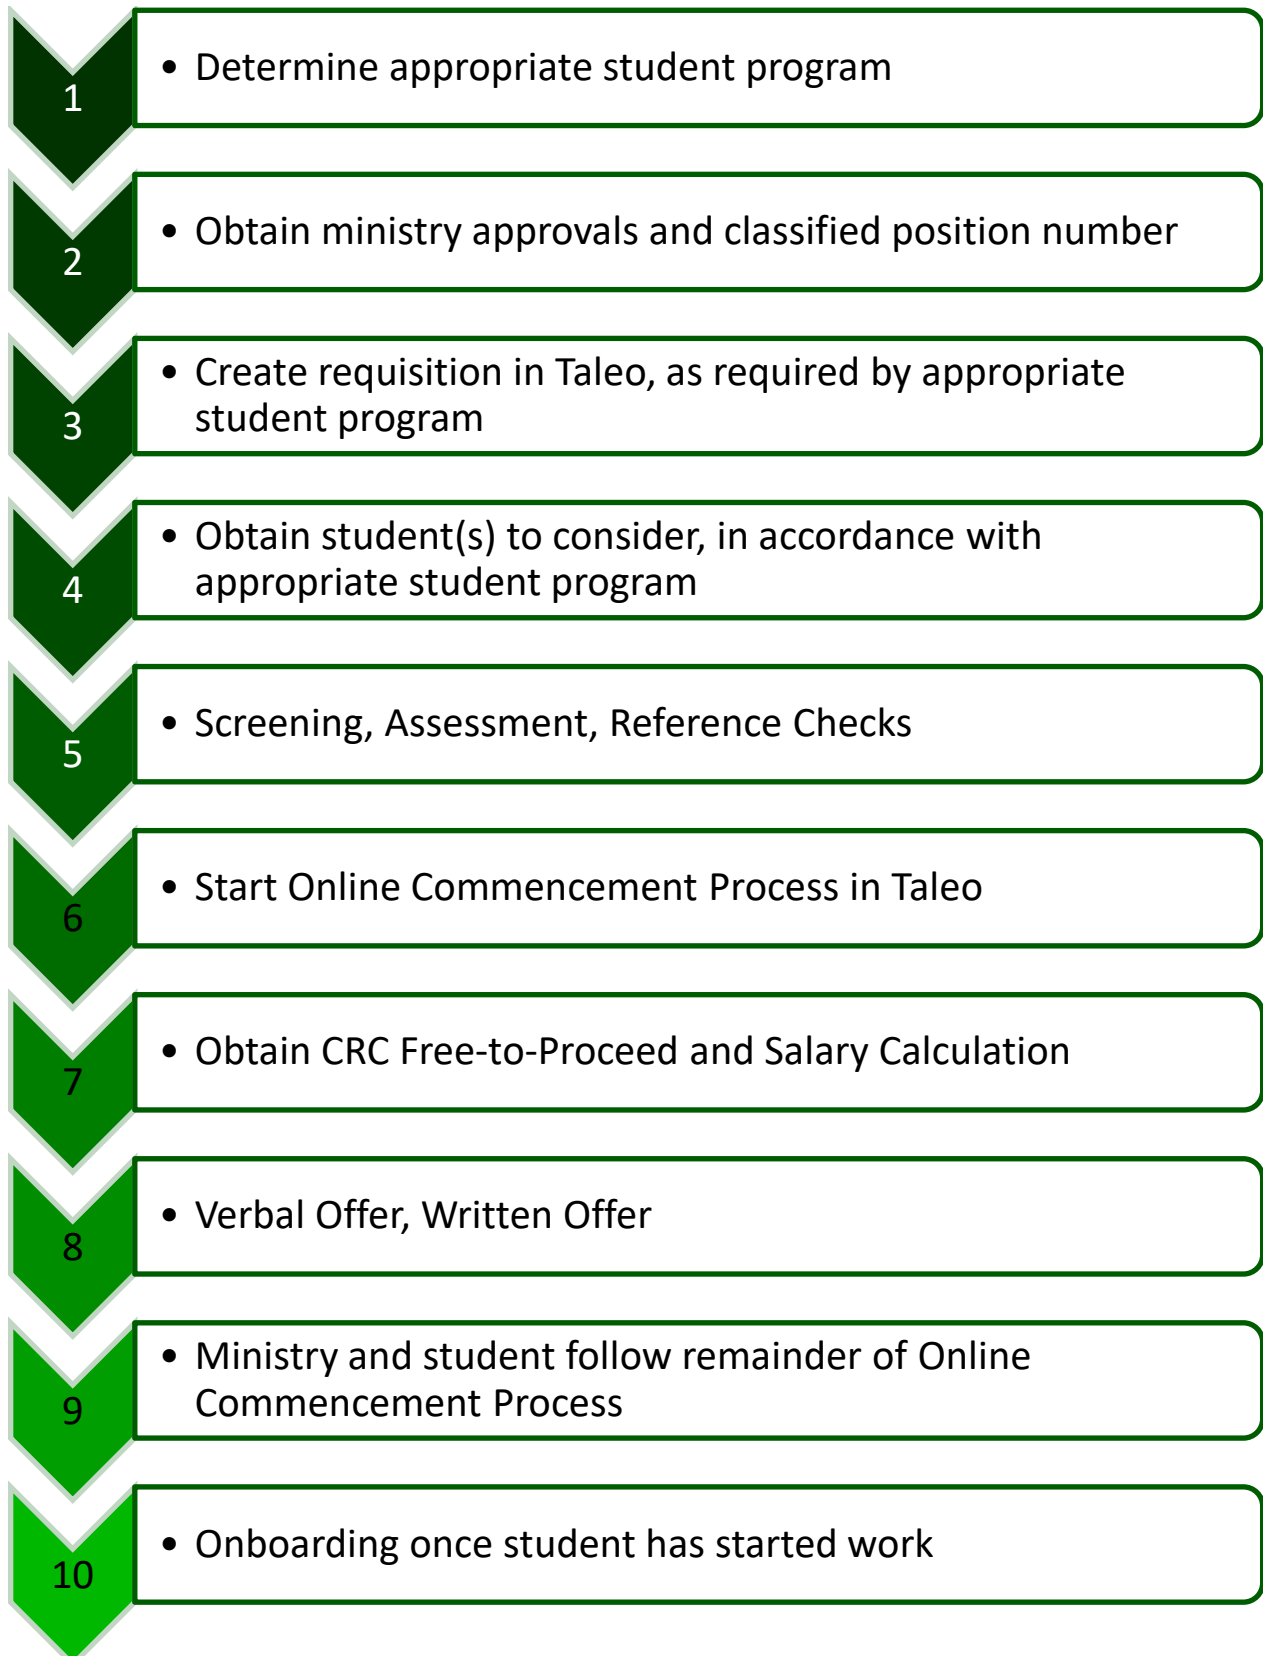 1
• Determine appropriate student program
2
• Obtain ministry approvals and classified position number
3
• Create requisition in Taleo, as required by appropriate
student program
4
• Obtain student(s) to consider, in accordance with
appropriate student program
5
• Screening, Assessment, Reference Checks
6
• Start Online Commencement Process in Taleo
7
• Obtain CRC Free-to-Proceed and Salary Calculation
8
• Verbal Offer, Written Offer
9
• Ministry and student follow remainder of Online
Commencement Process
10
• Onboarding once student has started work